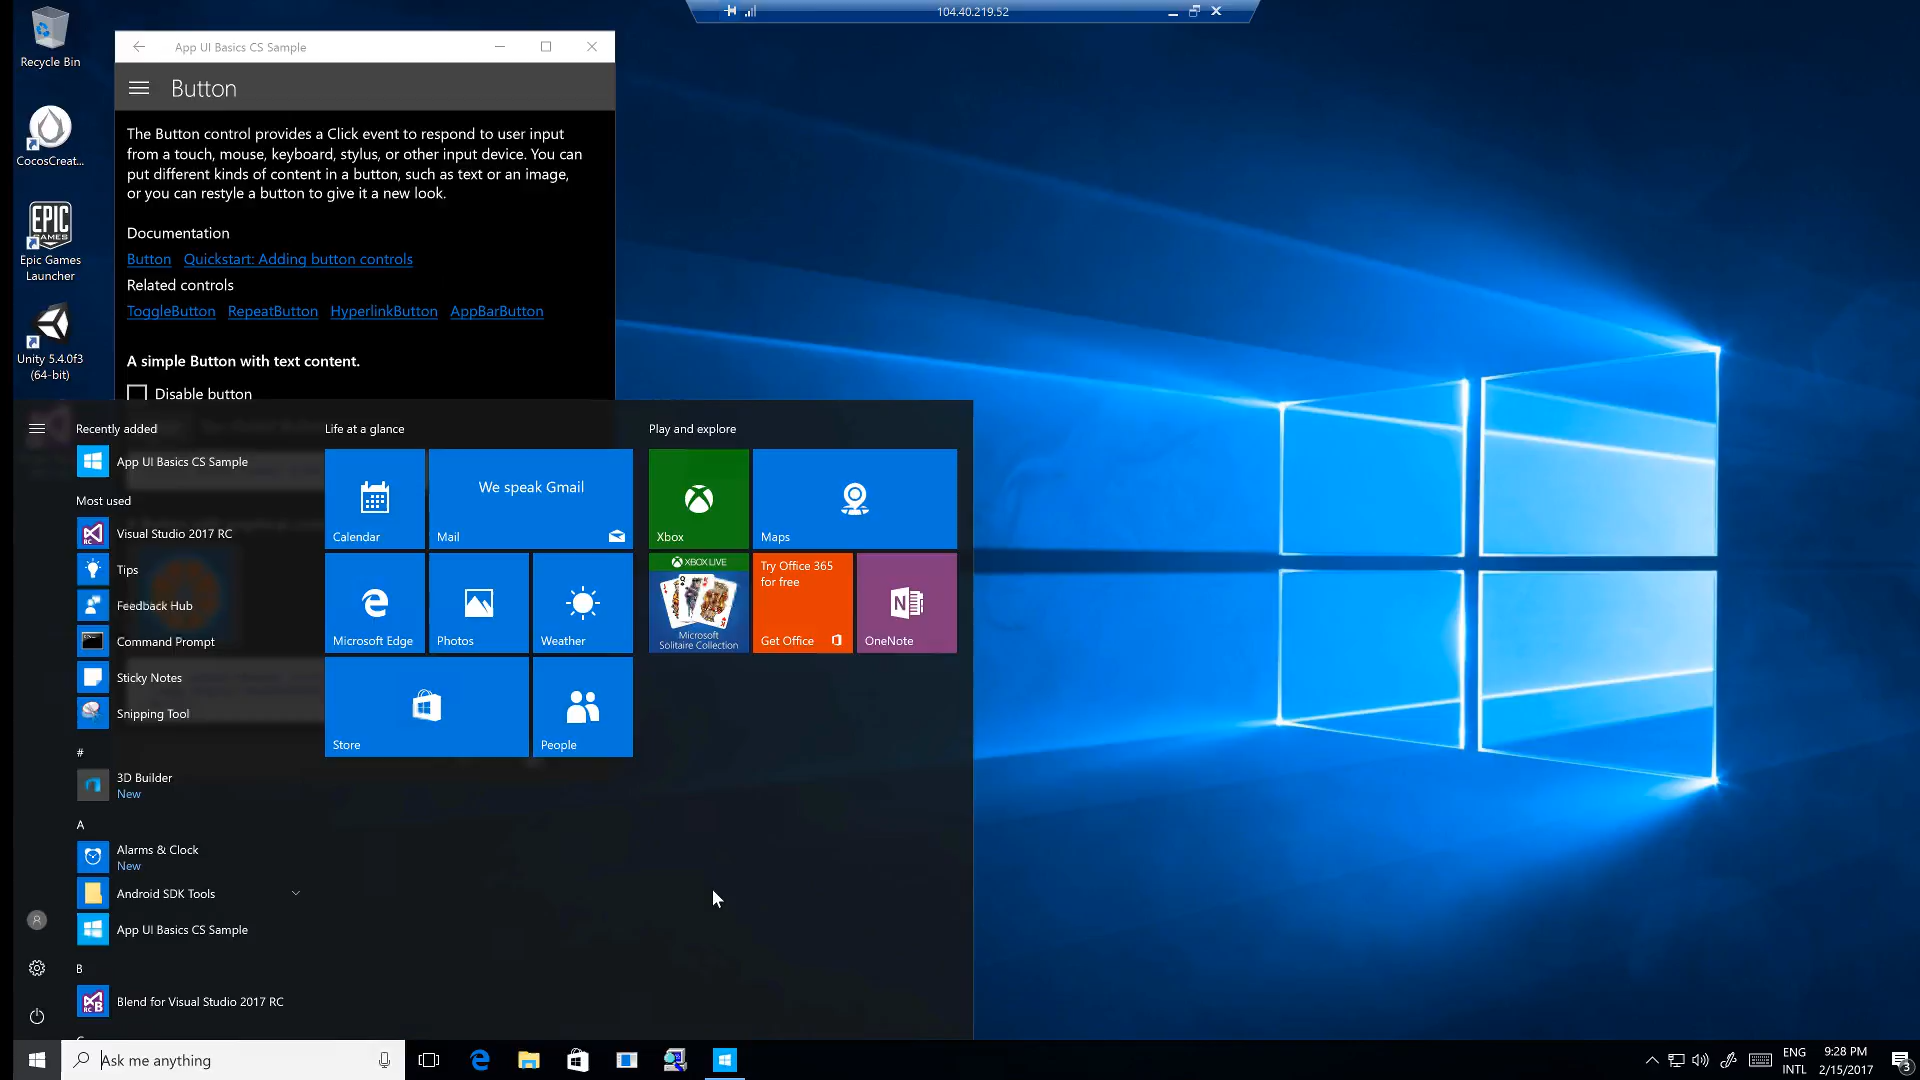 104.40.219.52
Recycle Bin
CocosCreat...
EPIC
GAMES
Epic Games
Launcher
Unity 5.4.0f3
(64-bit)
App UI Basics CS Sample
Button
The Button control provides a Click event to respond to user input
from a touch, mouse, keyboard, stylus, or other input device. You can
put different kinds of content in a button, such as text or an image,
or you can restyle a button to give it a new look.
Documentation
Button Quickstart: Adding button controls
Related controls
ToggleButton RepeatButton HyperlinkButton AppBarButton
A simple Button with text content.
Disable button
Recently added
App UI Basics CS Sample
Most used
Visual Studio 2017 RC
Tips
Feedback Hub
Command Prompt
Sticky Notes
Snipping Tool
#
3D Builder
New
A
Alarms & Clock
New
Android SDK Tools
App UI Basics CS Sample
B
Blend for Visual Studio 2017 RC
Life at a glance
Calendar
We speak Gmail
Mail
Microsoft Edge
Photos
Weather
Store
People
Play and explore
Xbox
Maps
XBOX LIVE
Microsoft
Solitaire Collection
Try Office 365
for free
Get Office
OneNote
Ask me anything
ENG
INTL
9:28 PM
2/15/2017
3